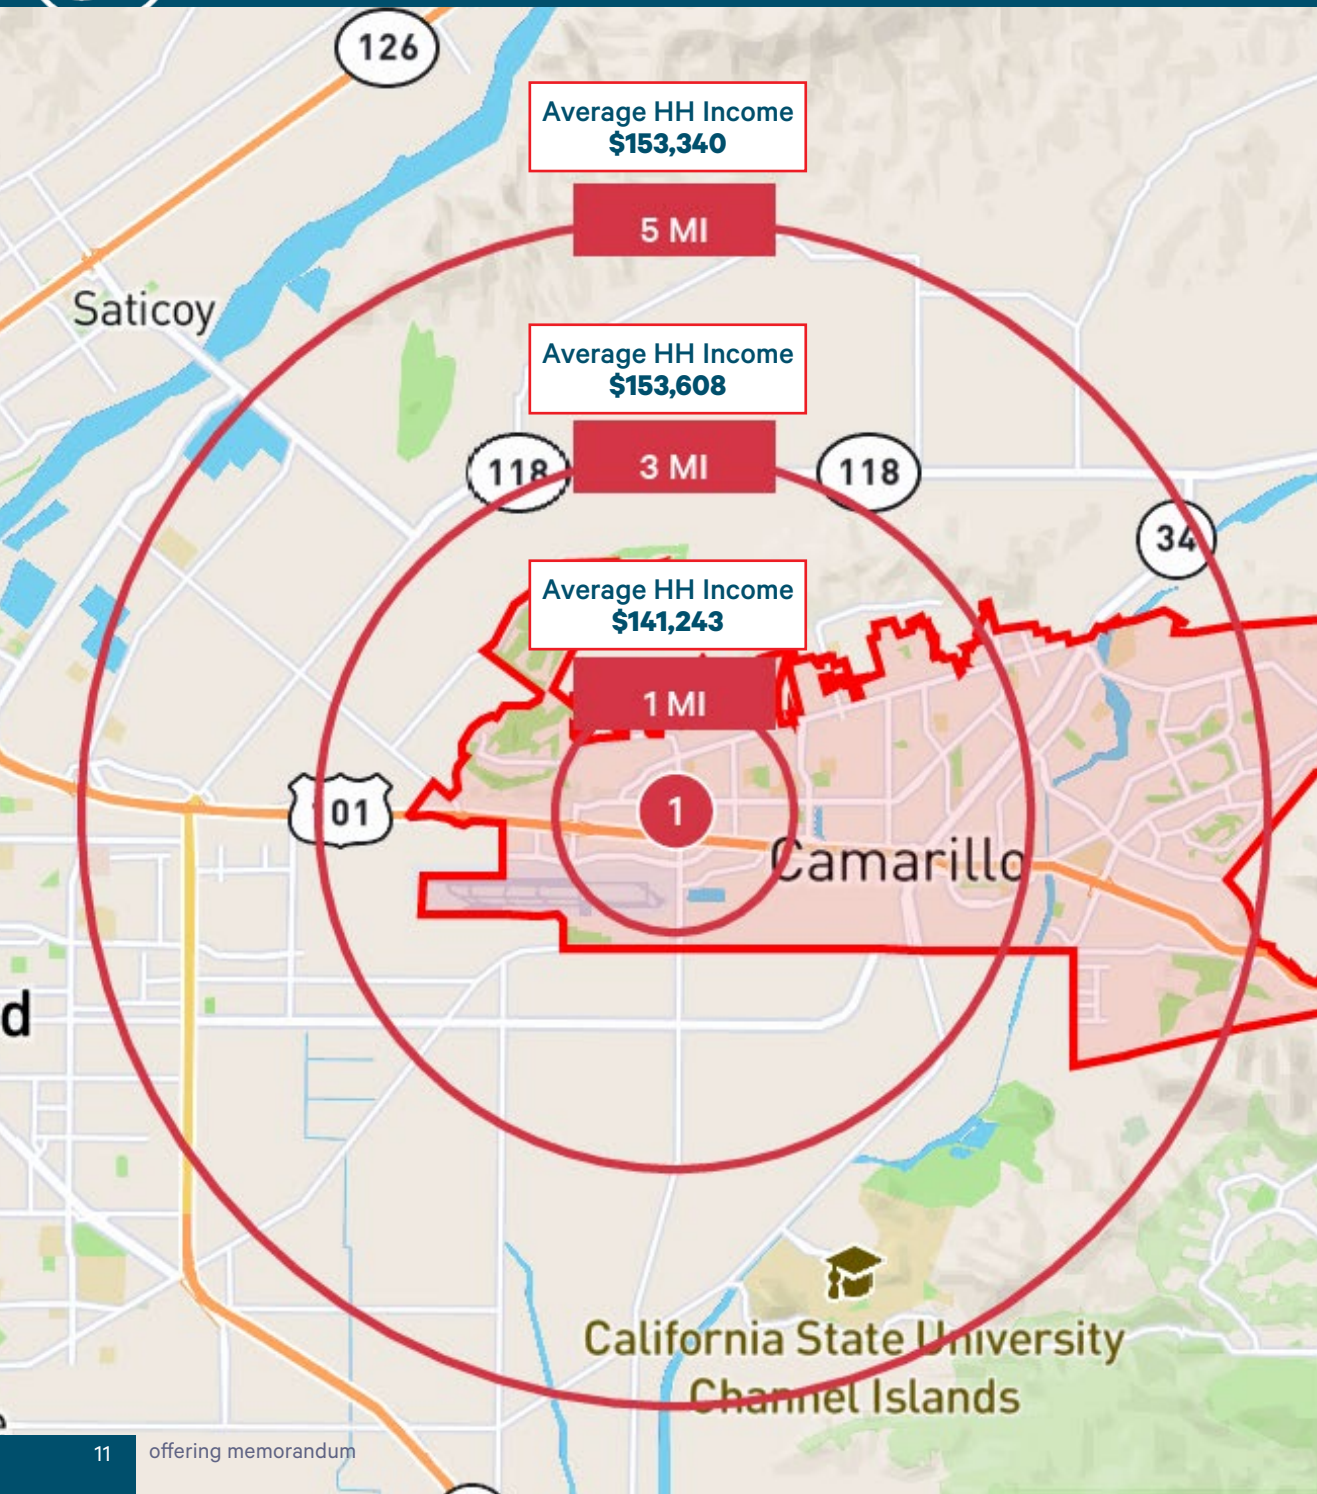 126
Average HH Income
$153,340
5 MI
Saticoy
Average HH Income
$153,608
118
3 MI
118
34
Average HH Income
$141,243
1 MI
01
1
Camarillo
d
California State University
Channel Islands
11
offering memorandum